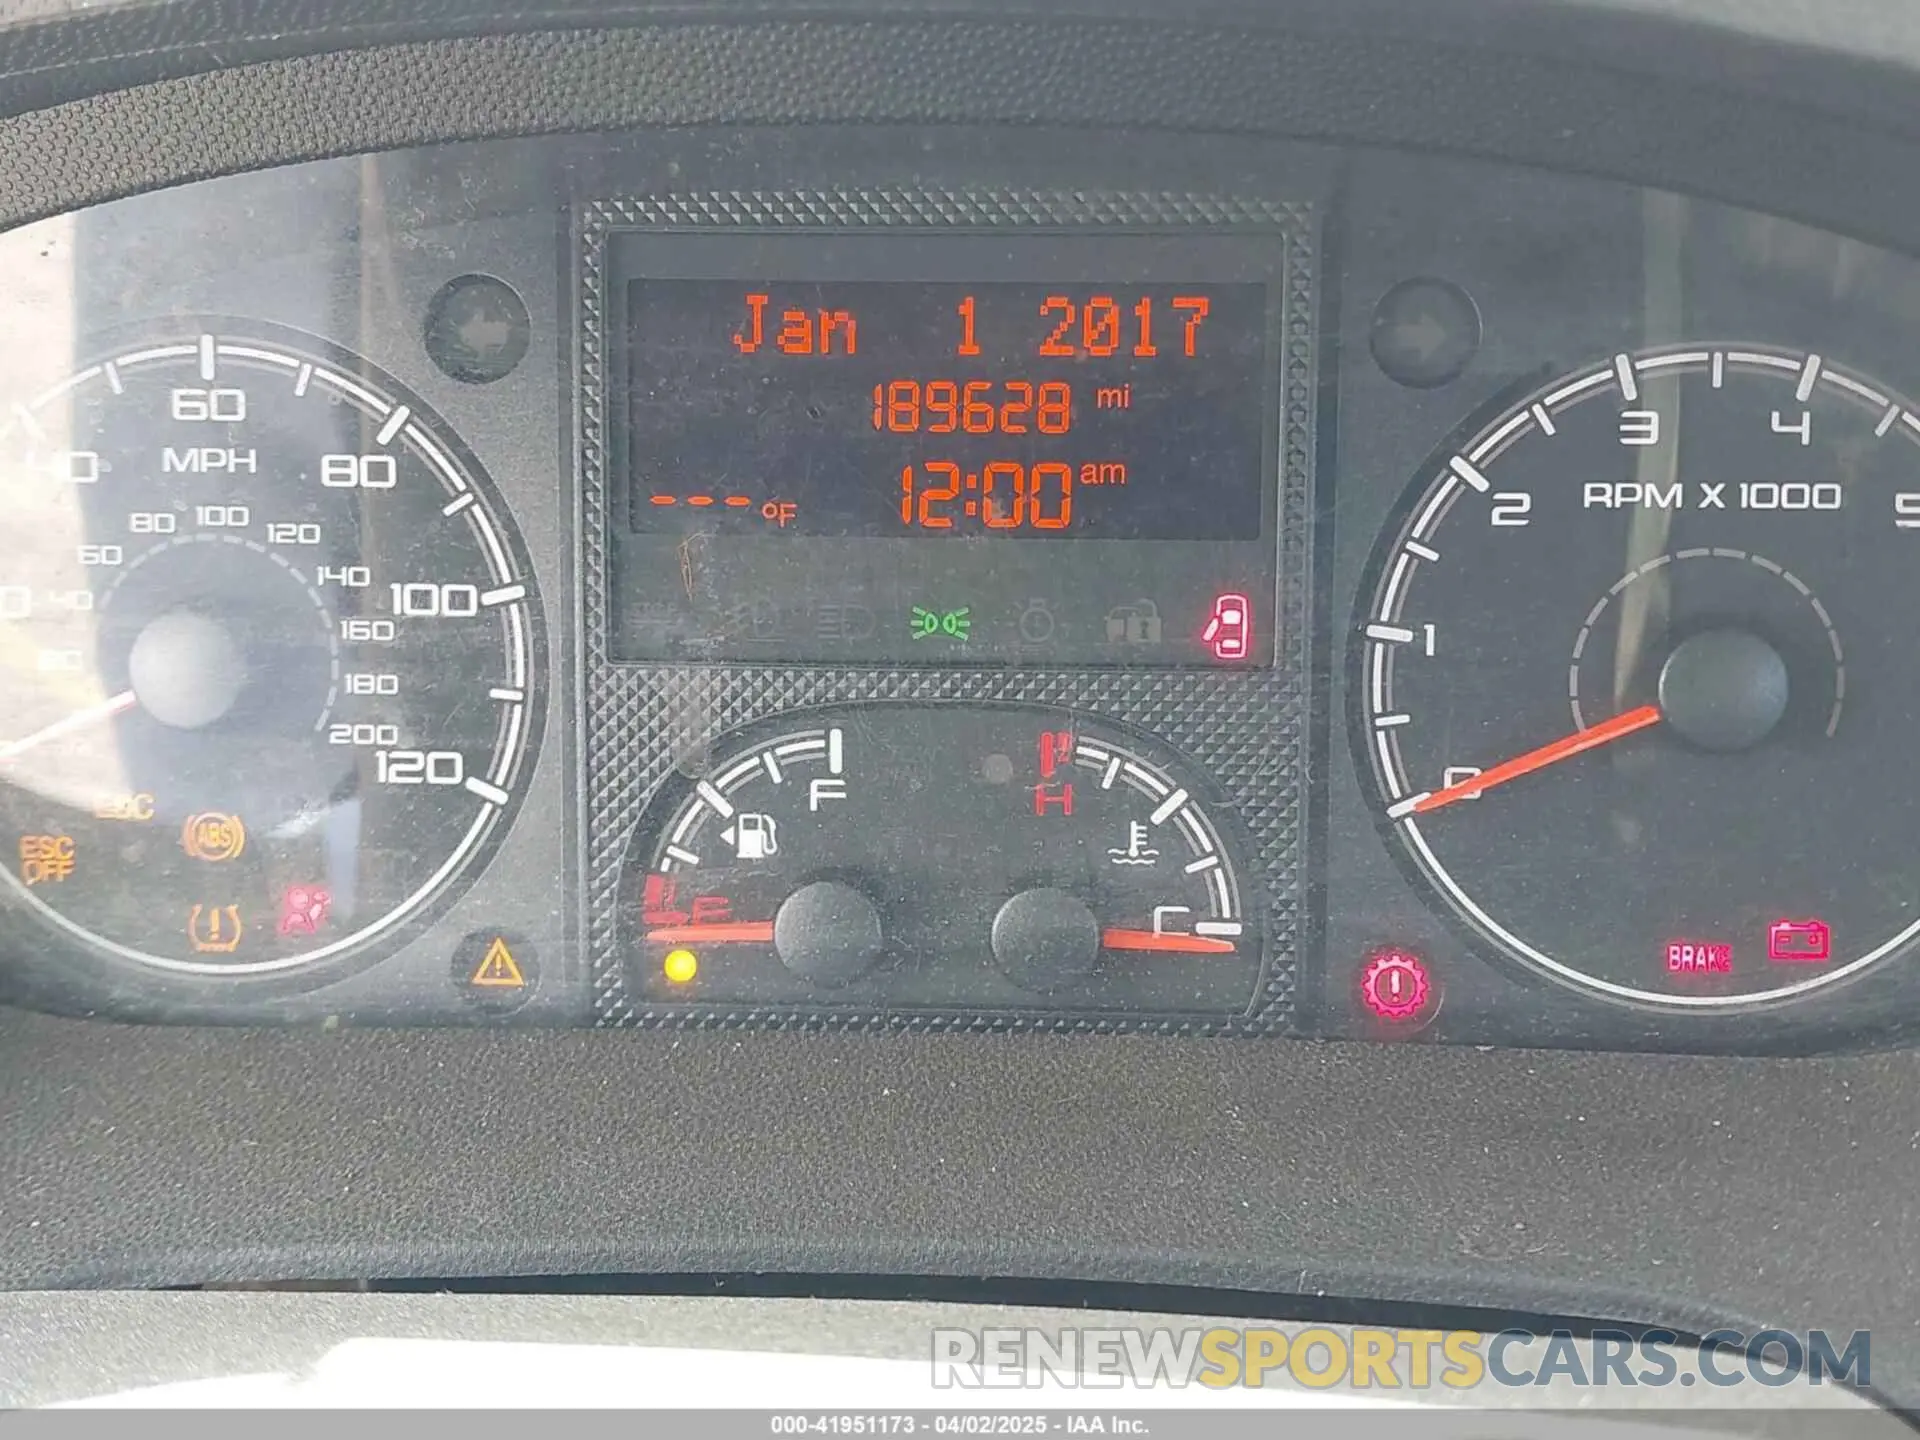 Jan 1 2017
189628 mi
12:00 am
---°F
60
MPH
80
100
120
80
100
120
60
140
40
160
180
200
ESC
ESC
OFF
ABS
F
E
H
C
3
4
2
RPM X 1000
1
0
BRAKE
RENEWSPORTSCARS.COM
000-41951173 - 04/02/2025 - IAA Inc.